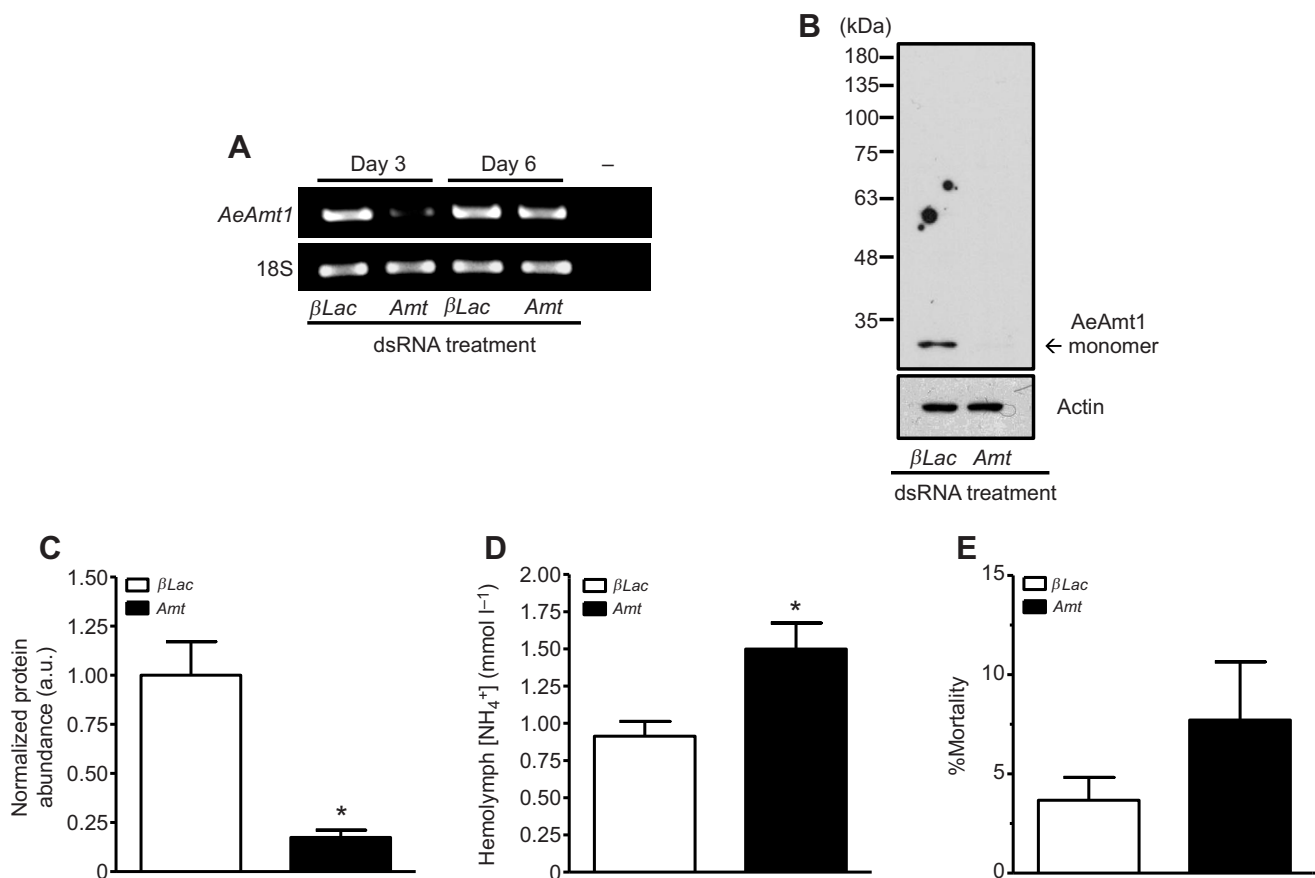 A
Day 3 Day 6 –
AeAmt1
18S
βLac Amt βLac Amt
dsRNA treatment
B (kDa)
180
135
100
75
63
48
35
AeAmt1
← monomer
Actin
βLac Amt
dsRNA treatment
C
βLac
Amt
Normalized protein
abundance (a.u.)
1.50
1.25
1.00
0.75
0.50
0.25
0
*
D
βLac
Amt
Hemolymph [NH₄⁺] (mmol l⁻¹)
2.00
1.75
1.50
1.25
1.00
0.75
0.50
0.25
0
*
E
βLac
Amt
%Mortality
15
10
5
0